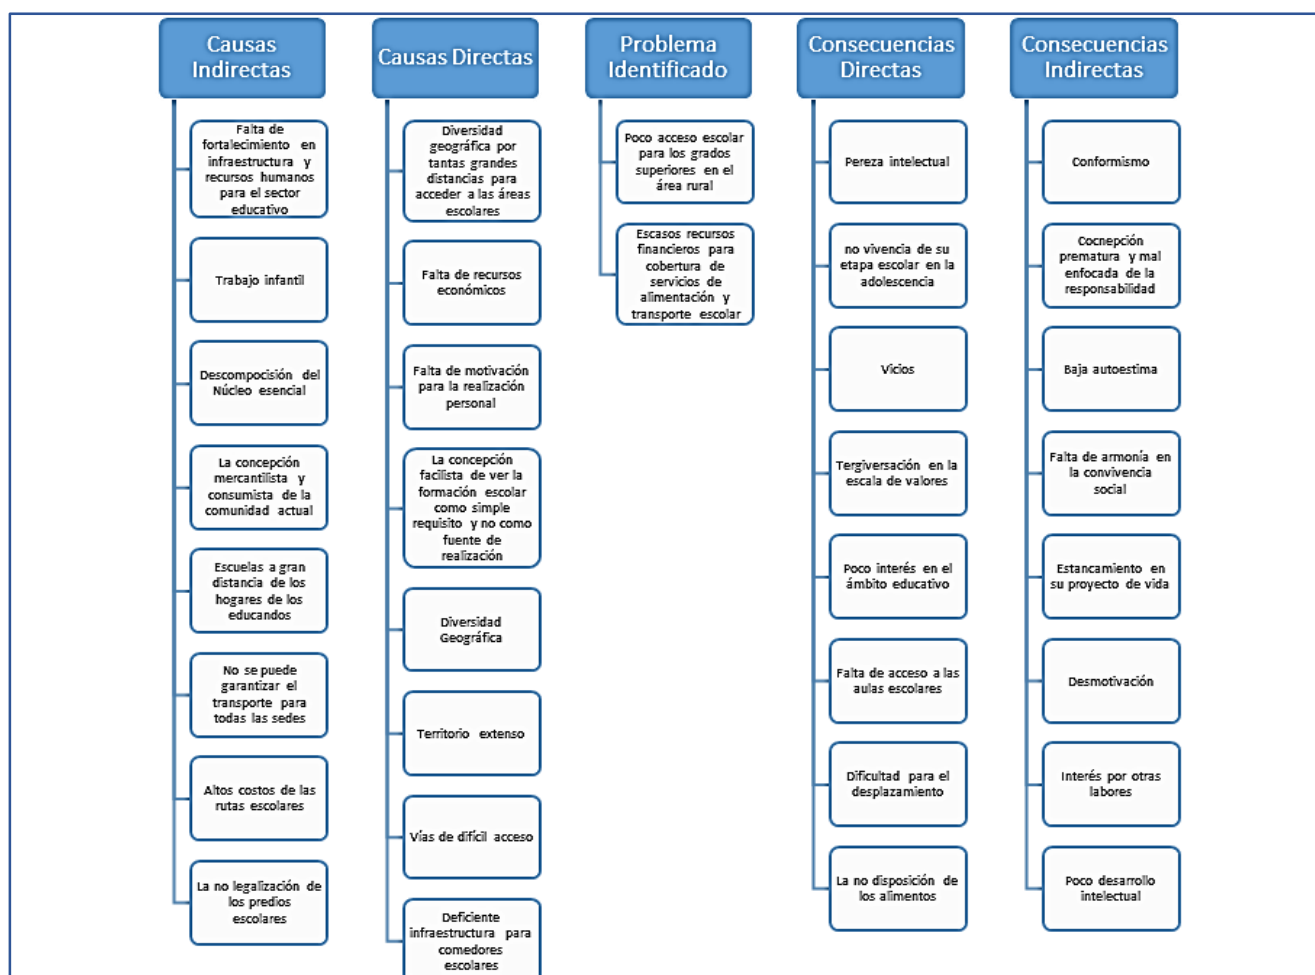 Causas
Indirectas
Falta de
fortalecimiento en
infraestructura y
recursos humanos
para el sector
educativo
Trabajo infantil
Descompocisión del
Núcleo esencial
La concepción
mercantilista y
consumista de la
comunidad actual
Escuelas a gran
distancia de los
hogares de los
educandos
No se puede
garantizar el
transporte para
todas las sedes
Altos costos de las
rutas escolares
La no legalización de
los predios
escolares
Causas Directas
Diversidad
geográfica por
tantas grandes
distancias para
acceder a las áreas
escolares
Falta de recursos
económicos
Falta de motivación
para la realización
personal
La concepción
facilista de ver la
formación escolar
como simple
requisito y no como
fuente de
realización
Diversidad
Geográfica
Territorio extenso
Vías de difícil acceso
Deficiente
infraestructura para
comedores
escolares
Problema
Identificado
Poco acceso escolar
para los grados
superiores en el
área rural
Escasos recursos
financieros para
cobertura de
servicios de
alimentación y
transporte escolar
Consecuencias
Directas
Pereza intelectual
no vivencia de su
etapa escolar en la
adolescencia
Vicios
Tergiversación en la
escala de valores
Poco interés en el
ámbito educativo
Falta de acceso a las
aulas escolares
Dificultad para el
desplazamiento
La no disposición de
los alimentos
Consecuencias
Indirectas
Conformismo
Cocnepción
prematura y mal
enfocada de la
responsabilidad
Baja autoestima
Falta de armonía en
la convivencia
social
Estancamiento en
su proyecto de vida
Desmotivación
Interés por otras
labores
Poco desarrollo
intelectual